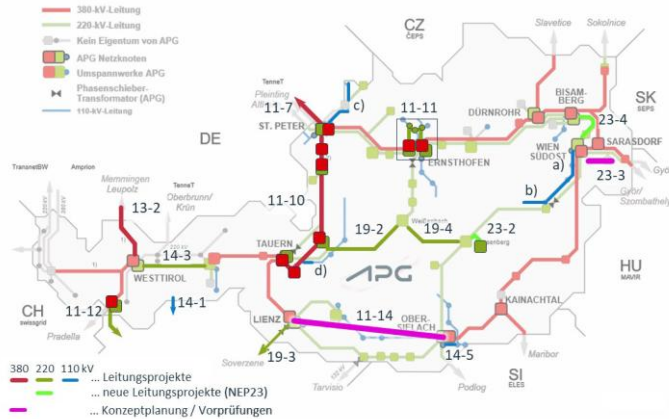 380-kV-Leitung
220-kV-Leitung
Kein Eigentum von APG
APG Netzknoten
Umspannwerke APG
Phasenschieber-
Transformator (APG)
110-kV-Leitung
CZ
ČEPS
Slavetice
Sokolnice
TenneT
Pleinting
c)
11-7
ST. PETER
11-11
ERNSTHOFEN
DÜRNROHR
BISAM-
BERG
SK
SEPS
23-4
WIEN
SÜDOST
SARASDORF
a)
23-3
Györ/
Szombathely
b)
DE
TransnetBW
Amprion
Memmingen
Leupolz
TenneT
Oberbrunn/
Krün
13-2
220 kV
11-10
19-2
19-4
23-2
TAUERN
d)
APG
14-3
WESTTIROL
HU
MAVIR
CH
swissgrid
11-12
14-1
Pradella
LIENZ
11-14
OBER-
SIELACH
KAINACHTAL
19-3
Soverzene
14-5
Tarvisio
Podlog
SI
ELES
Maribor
380 220 110 kV
... Leitungsprojekte
... neue Leitungsprojekte (NEP23)
... Konzeptplanung / Vorprüfungen